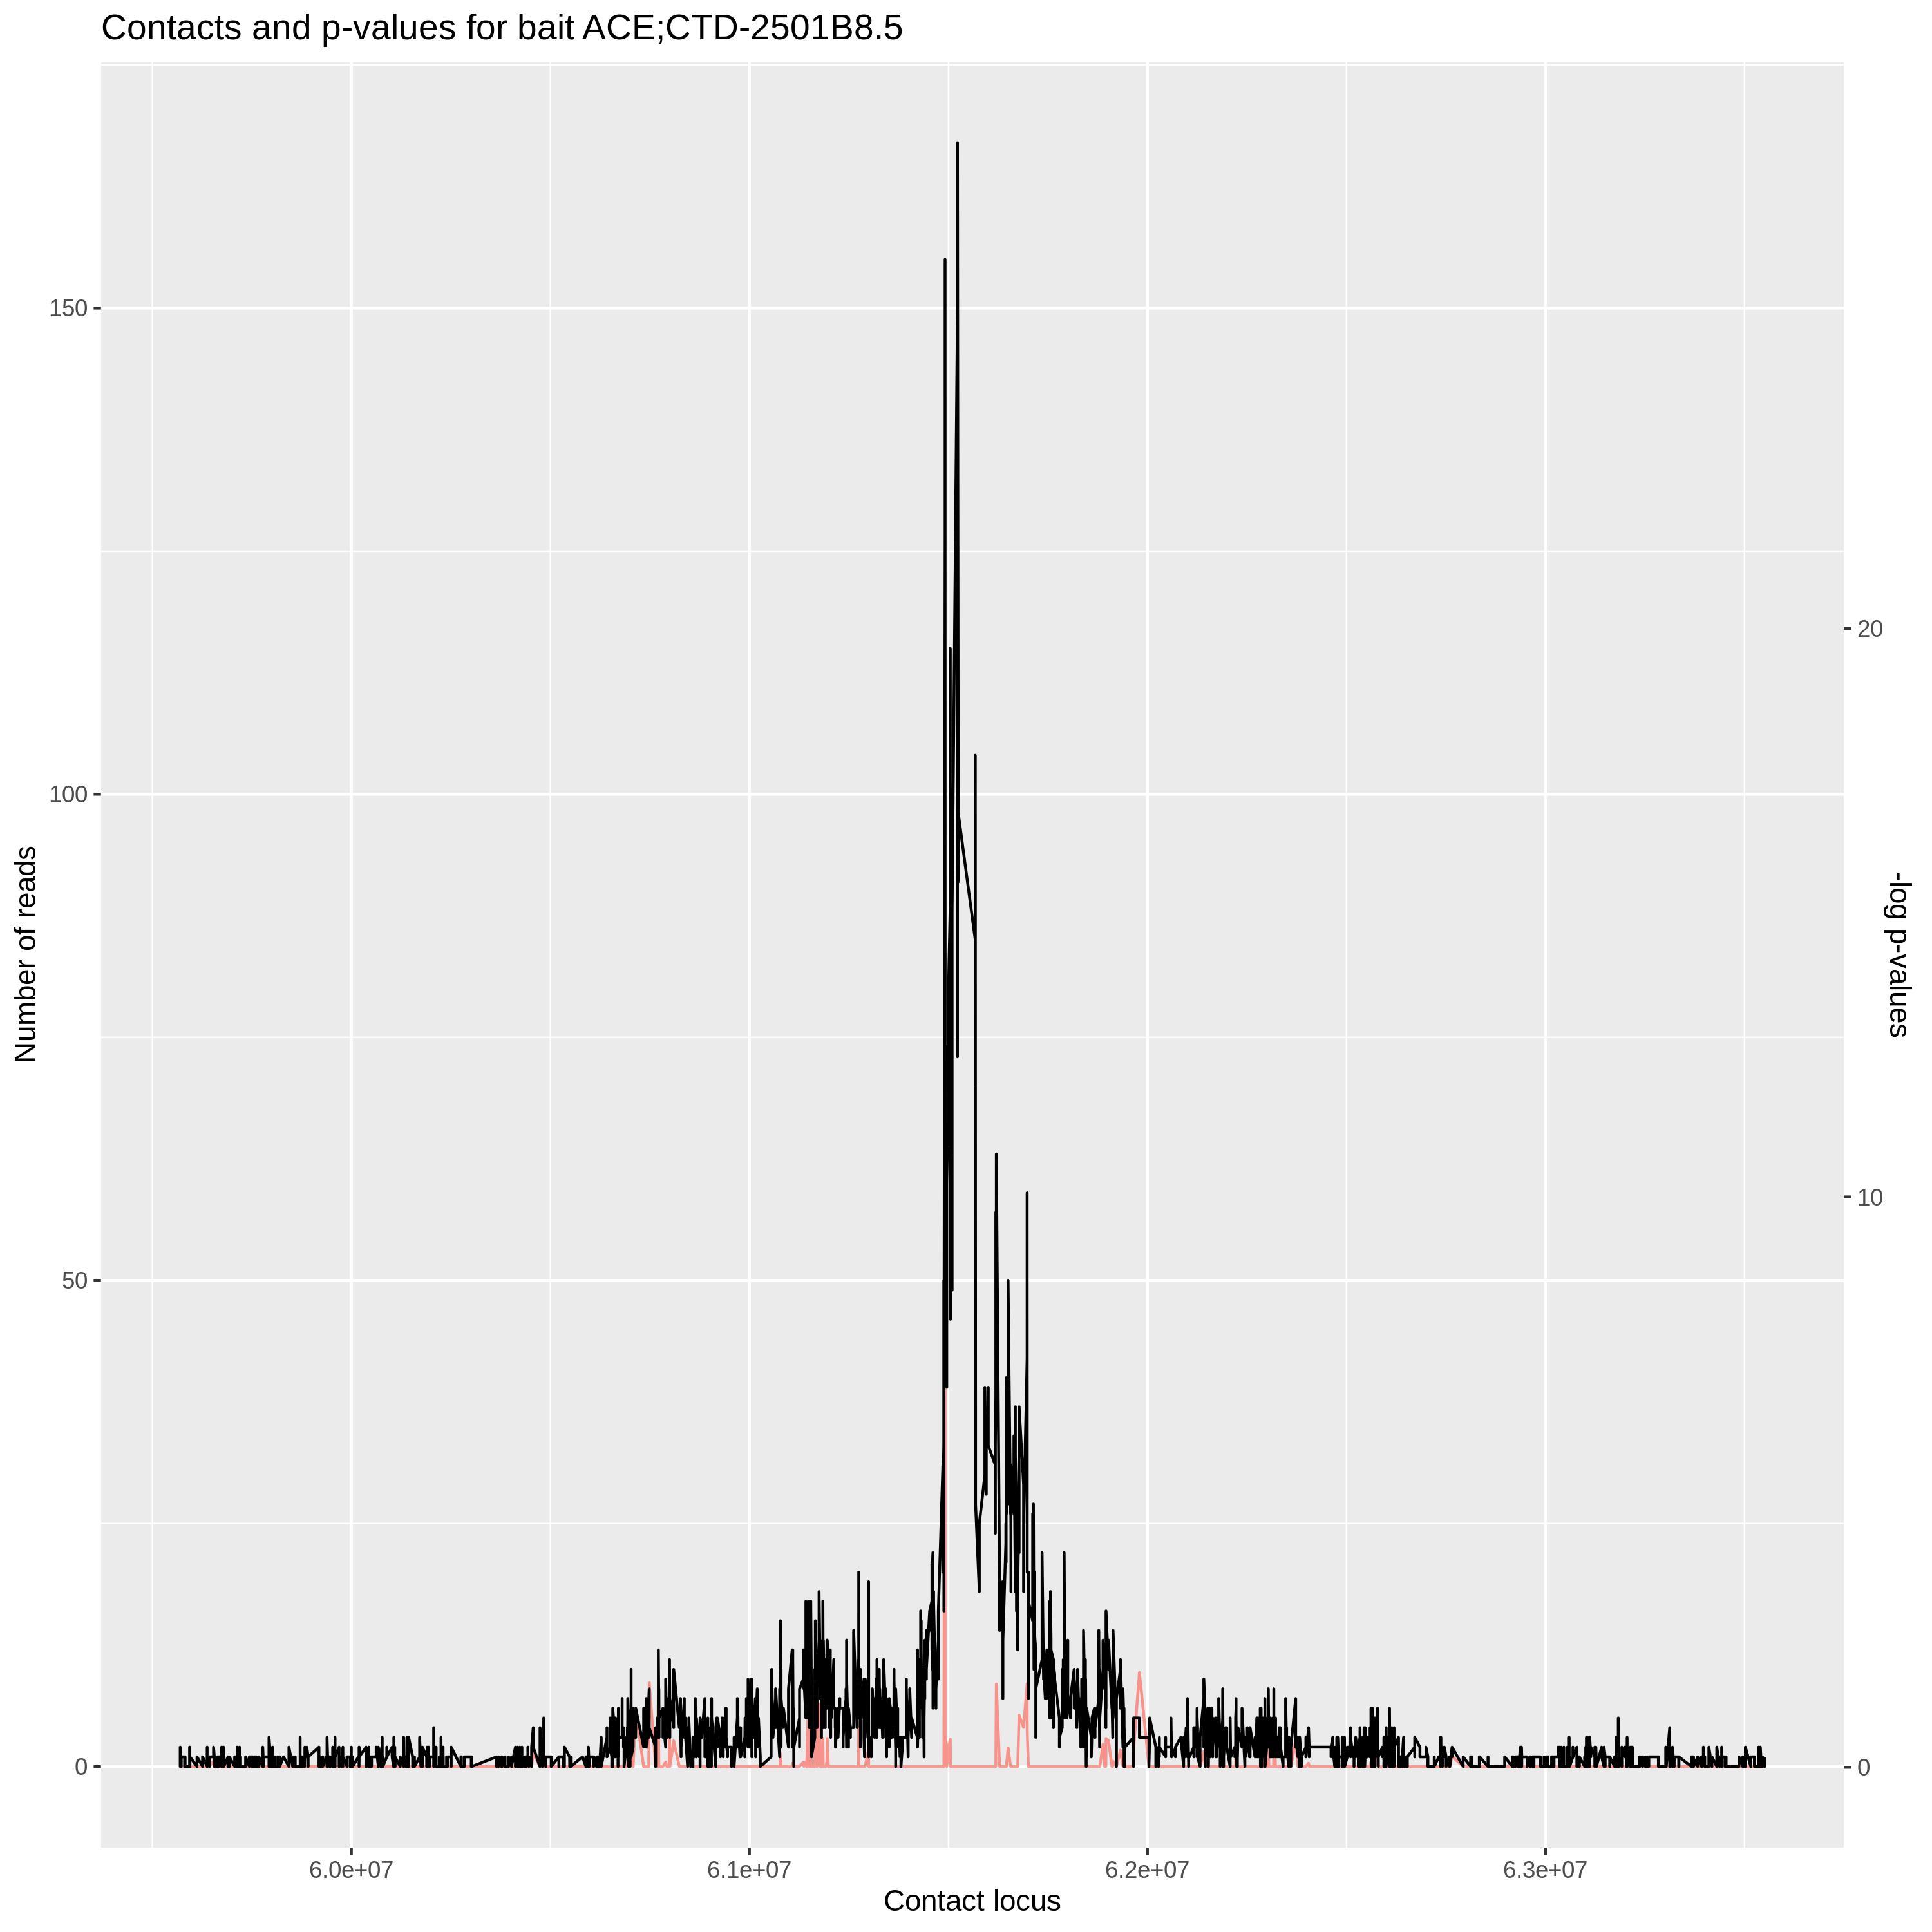 Contacts and p-values for bait ACE;CTD-2501B8.5
Number of reads
150
100
50
0
20
10
0
-log p-values
6.0e+07
6.1e+07
6.2e+07
6.3e+07
Contact locus